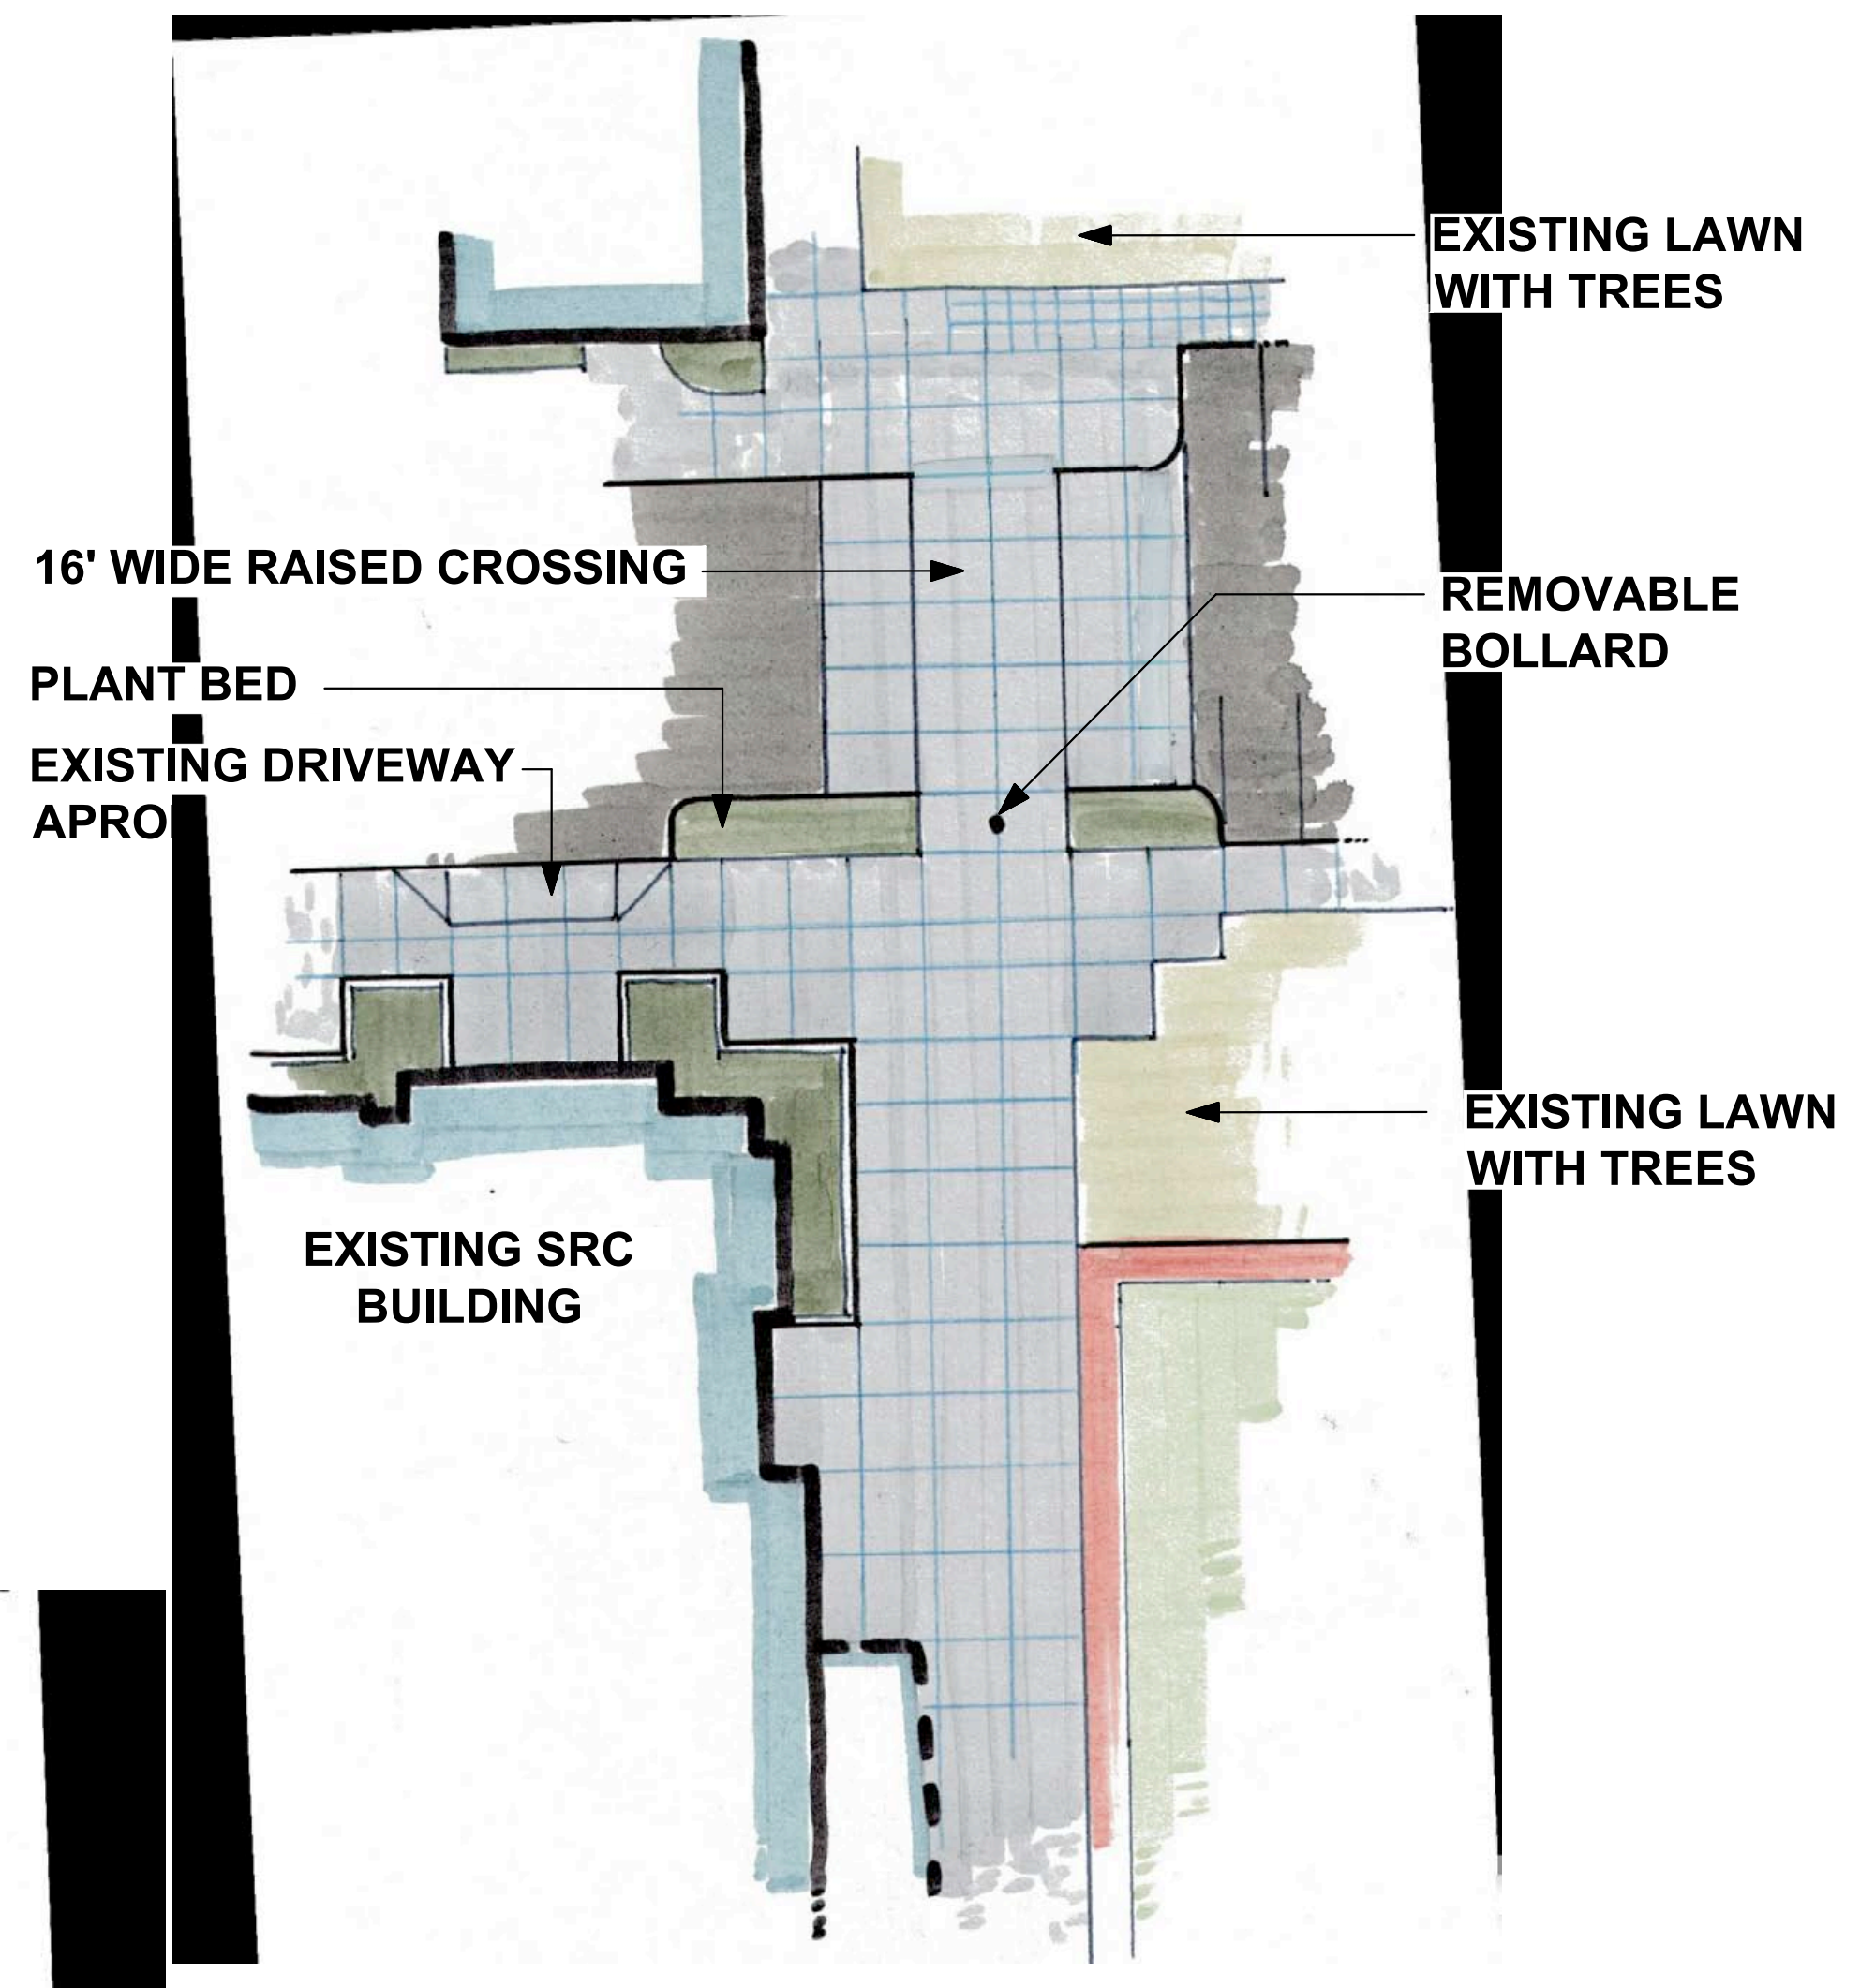 EXISTING LAWN
WITH TREES
16' WIDE RAISED CROSSING
REMOVABLE
BOLLARD
PLANT BED
EXISTING DRIVEWAY
APRO
EXISTING LAWN
WITH TREES
EXISTING SRC
BUILDING